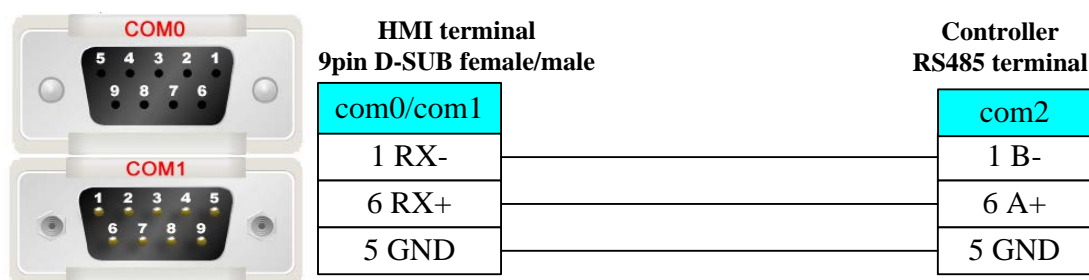 COM0
5 4 3 2 1
9 8 7 6
COM1
1 2 3 4 5
6 7 8 9
HMI terminal
9pin D-SUB female/male
com0/com1
1 RX-
6 RX+
5 GND
Controller
RS485 terminal
com2
1 B-
6 A+
5 GND